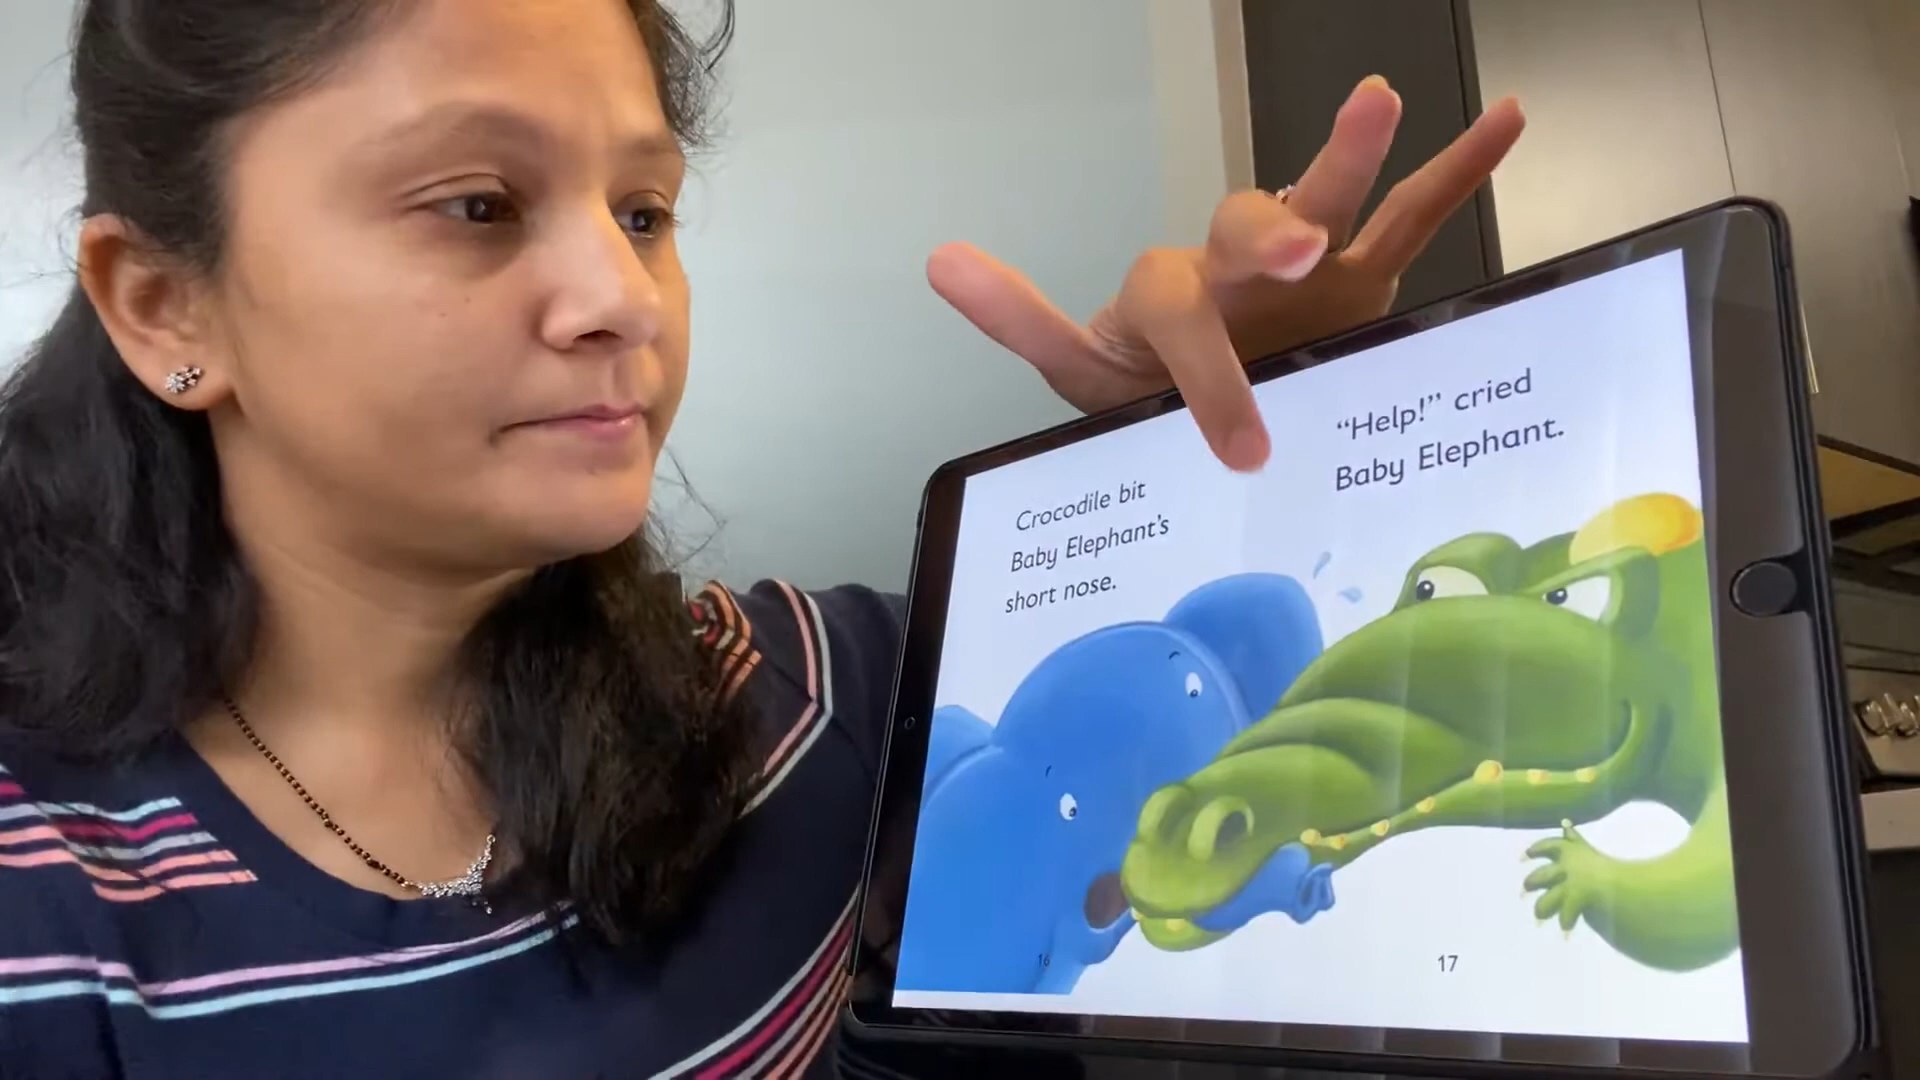 Crocodile bit
Baby Elephant's
short nose.
“Help!” cried
Baby Elephant.
16
17